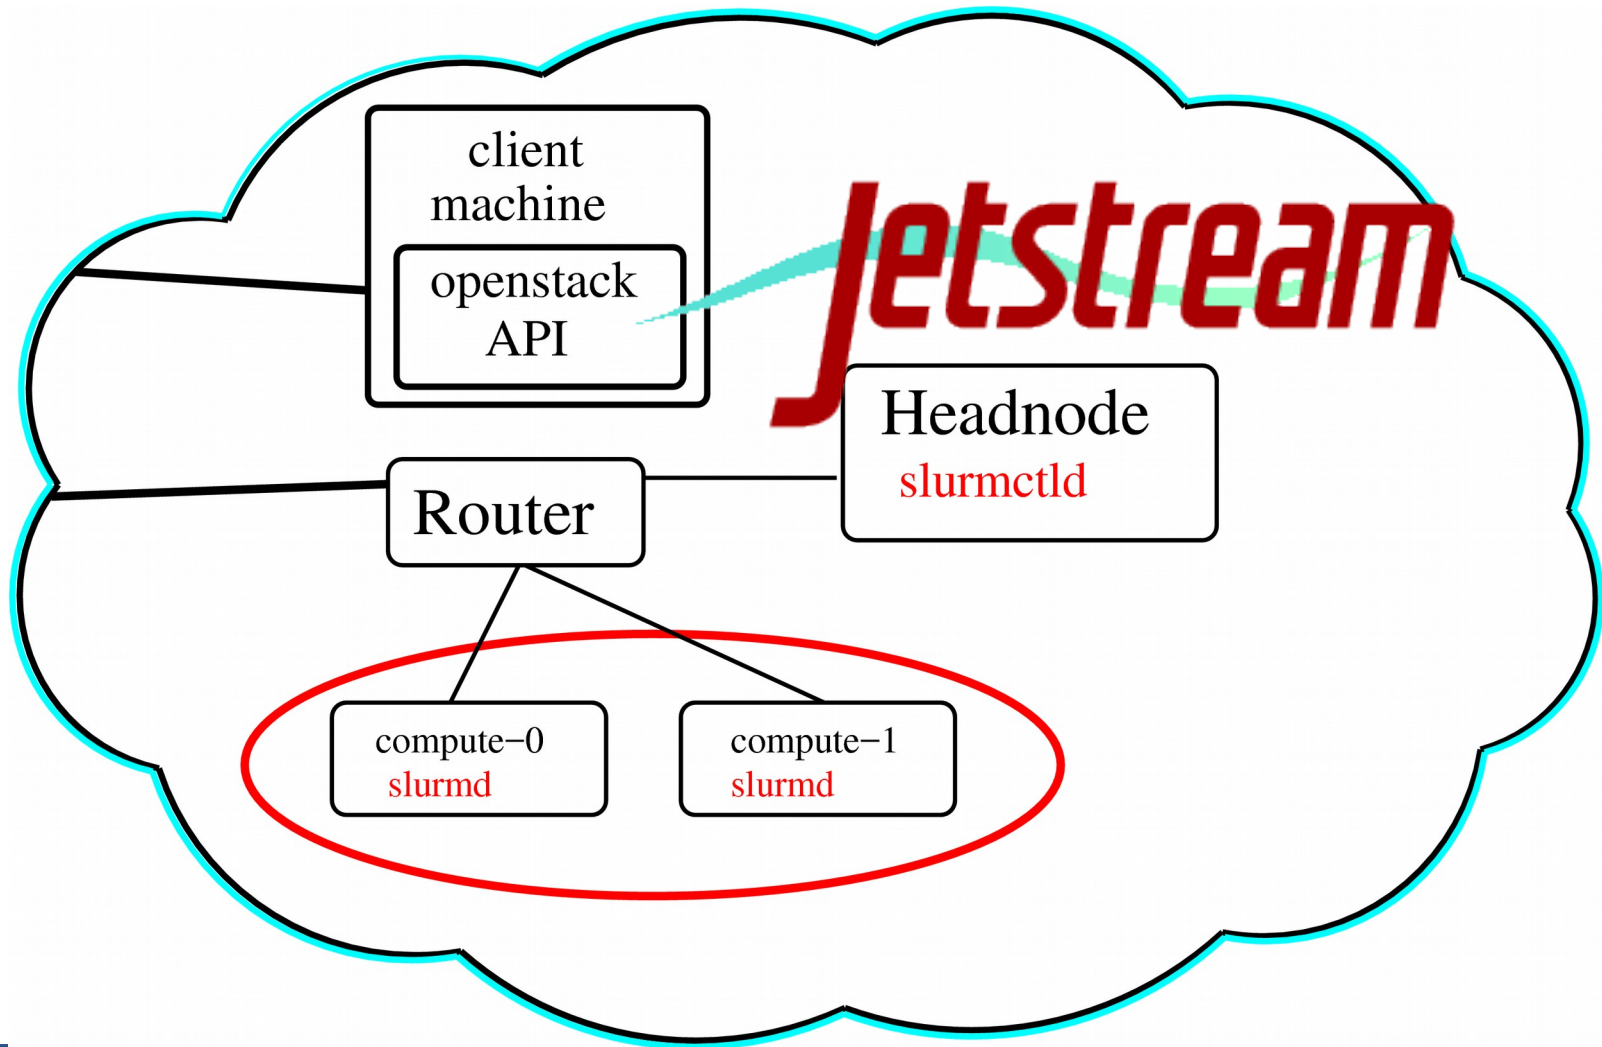 client
machine
openstack
API
Jetstream
Headnode
slurmctld
Router
compute−0
slurmd
compute−1
slurmd